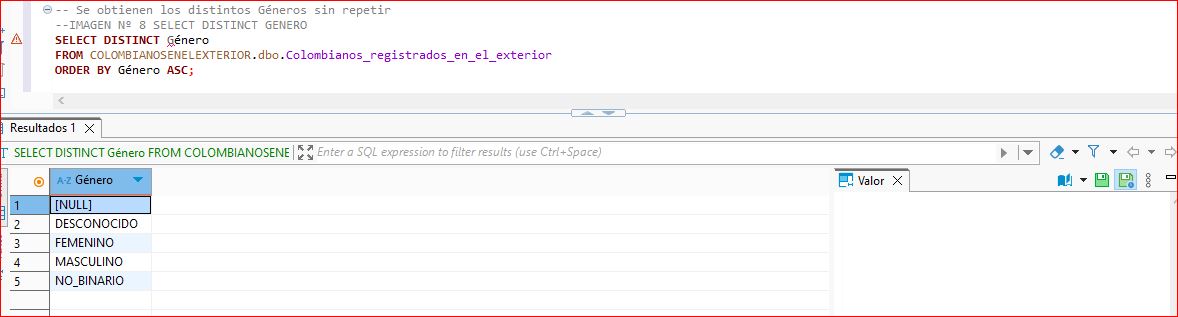 -- Se obtienen los distintos Géneros sin repetir
--IMAGEN Nº 8 SELECT DISTINCT GENERO
SELECT DISTINCT Género
FROM COLOMBIANOSENELEXTERIOR.dbo.Colombianos_registrados_en_el_exterior
ORDER BY Género ASC;
Resultados 1
SELECT DISTINCT Género FROM COLOMBIANOSENE
Enter a SQL expression to filter results (use Ctrl+Space)
A-Z Género
Valor
1 [NULL]
2 DESCONOCIDO
3 FEMENINO
4 MASCULINO
5 NO_BINARIO